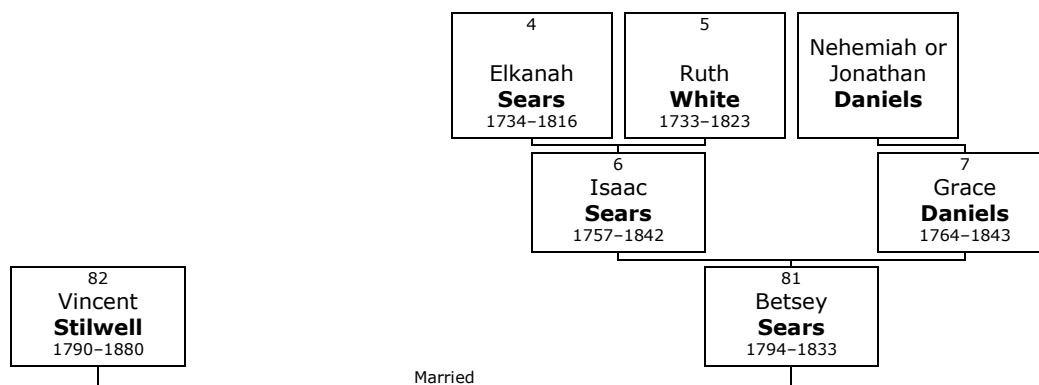 4
Elkanah
Sears
1734–1816
5
Ruth
White
1733–1823
Nehemiah or
Jonathan
Daniels
6
Isaac
Sears
1757–1842
7
Grace
Daniels
1764–1843
82
Vincent
Stilwell
1790–1880
81
Betsey
Sears
1794–1833
Married